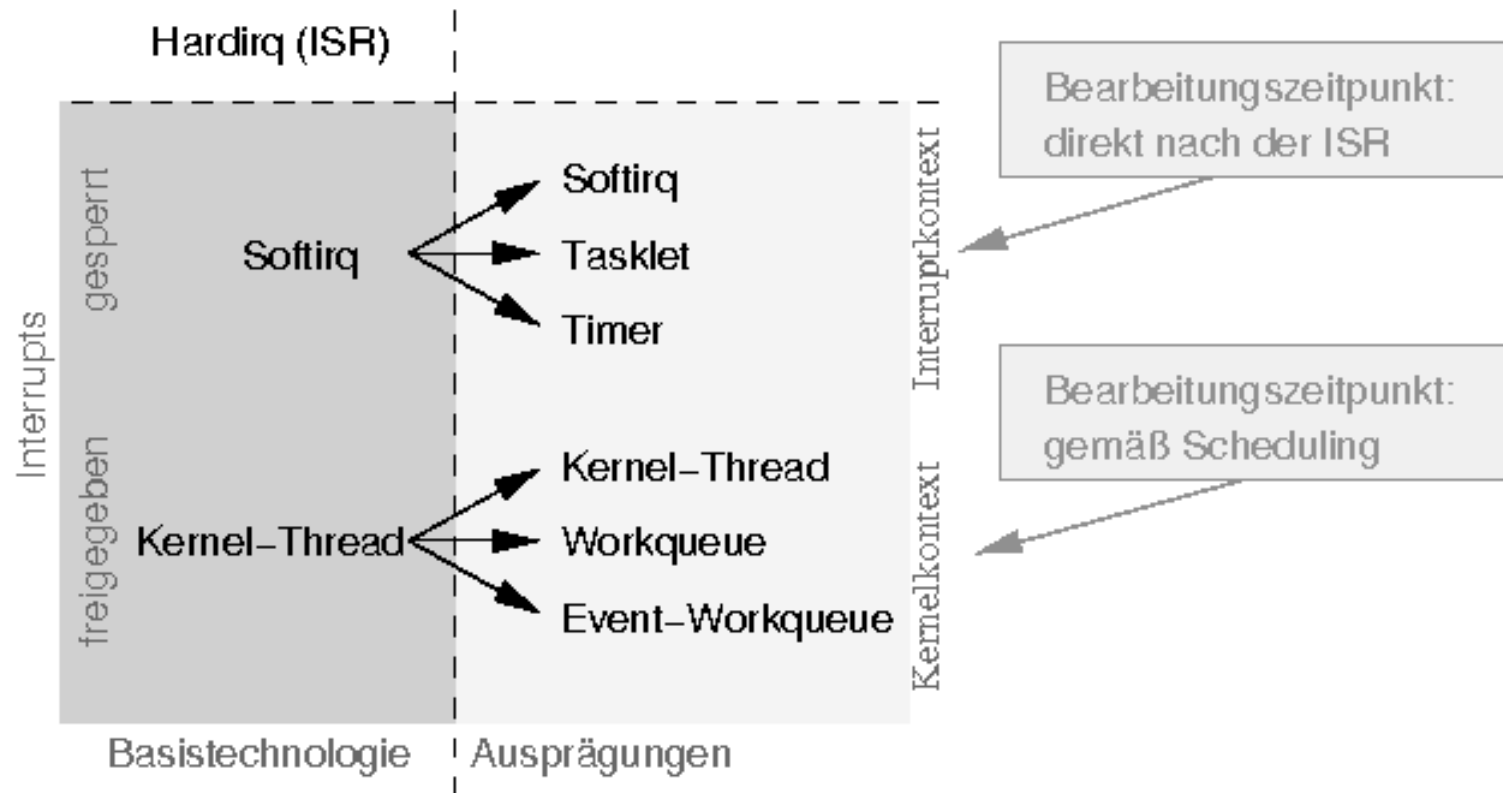 Hardirq (ISR)
Interrupts
gesperrt
Softirq
Softirq
Tasklet
Timer
Interruptkontext
Bearbeitungszeitpunkt:
direkt nach der ISR
freigegeben
Kernel-Thread
Kernel-Thread
Workqueue
Event-Workqueue
Kernelkontext
Bearbeitungszeitpunkt:
gemäß Scheduling
Basistechnologie
Ausprägungen